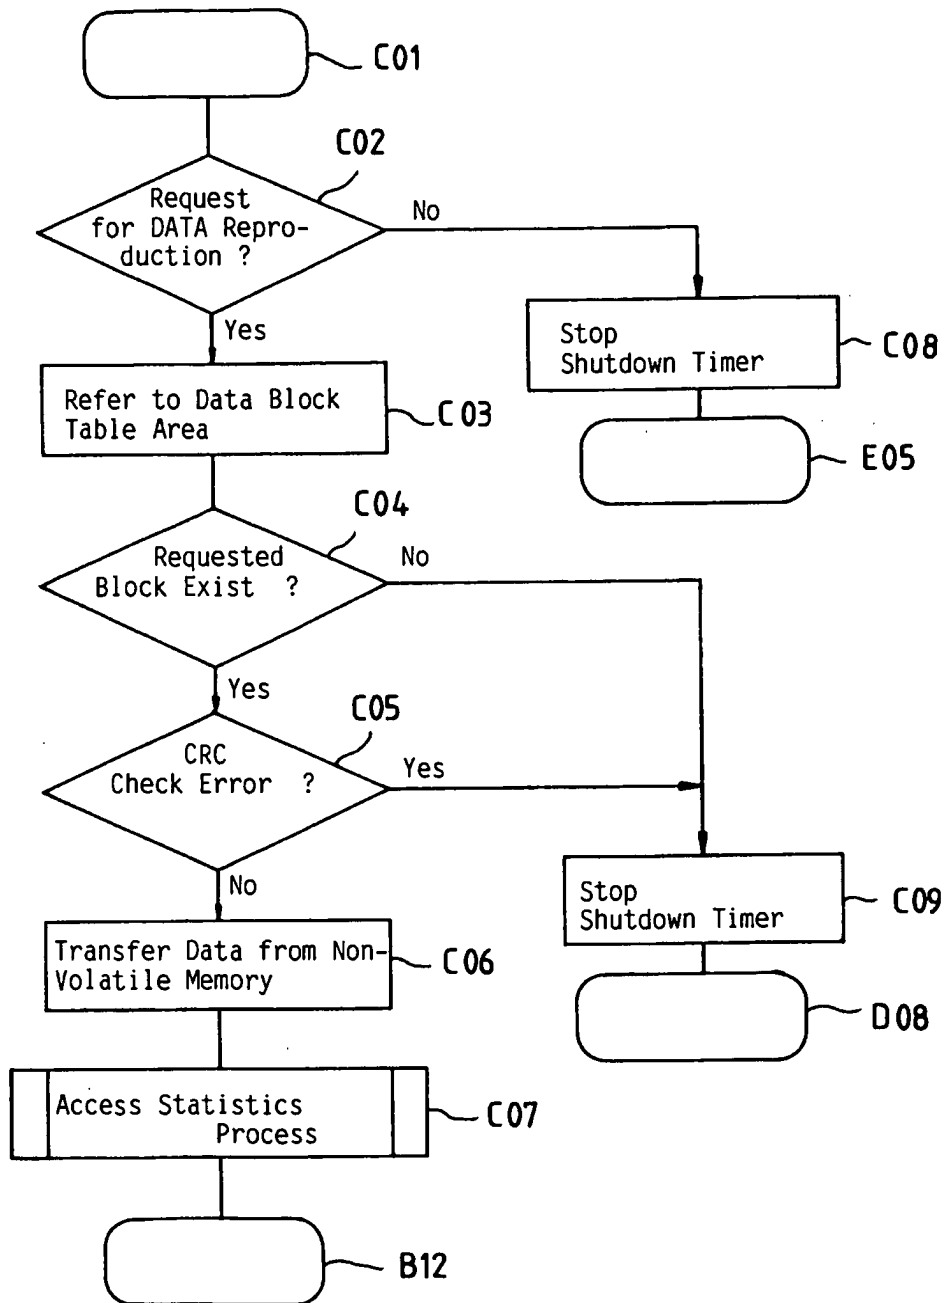 C01
C02
Request
for DATA Repro-
duction ?
No
Yes
Stop
Shutdown Timer
C08
Refer to Data Block
Table Area
C03
E05
C04
Requested
Block Exist ?
No
Yes
C05
CRC
Check Error ?
Yes
No
Stop
Shutdown Timer
C09
Transfer Data from Non-
Volatile Memory
C06
D08
Access Statistics
Process
C07
B12